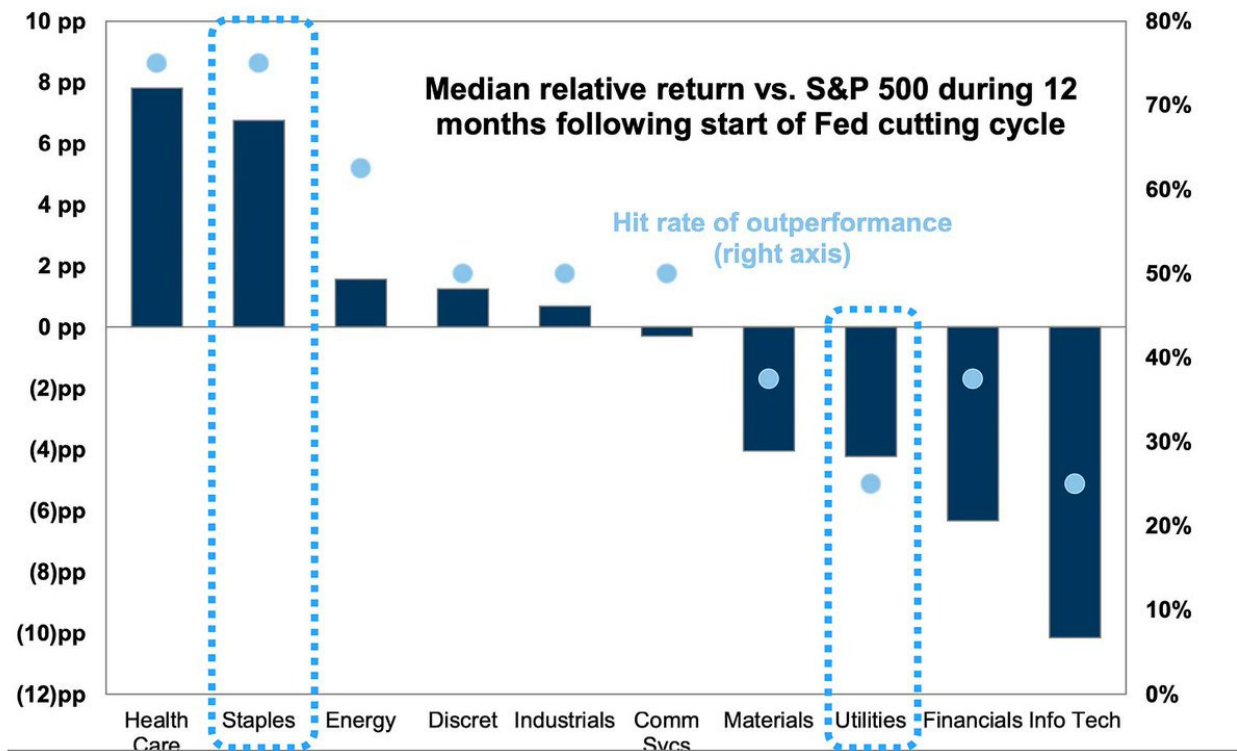 10 pp
8 pp
6 pp
4 pp
2 pp
0 pp
(2)pp
(4)pp
(6)pp
(8)pp
(10)pp
(12)pp
Median relative return vs. S&P 500 during 12
months following start of Fed cutting cycle
Hit rate of outperformance
(right axis)
80%
70%
60%
50%
40%
30%
20%
10%
0%
Health
Care
Staples
Energy
Discret
Industrials
Comm
Svcs
Materials
Utilities
Financials
Info Tech